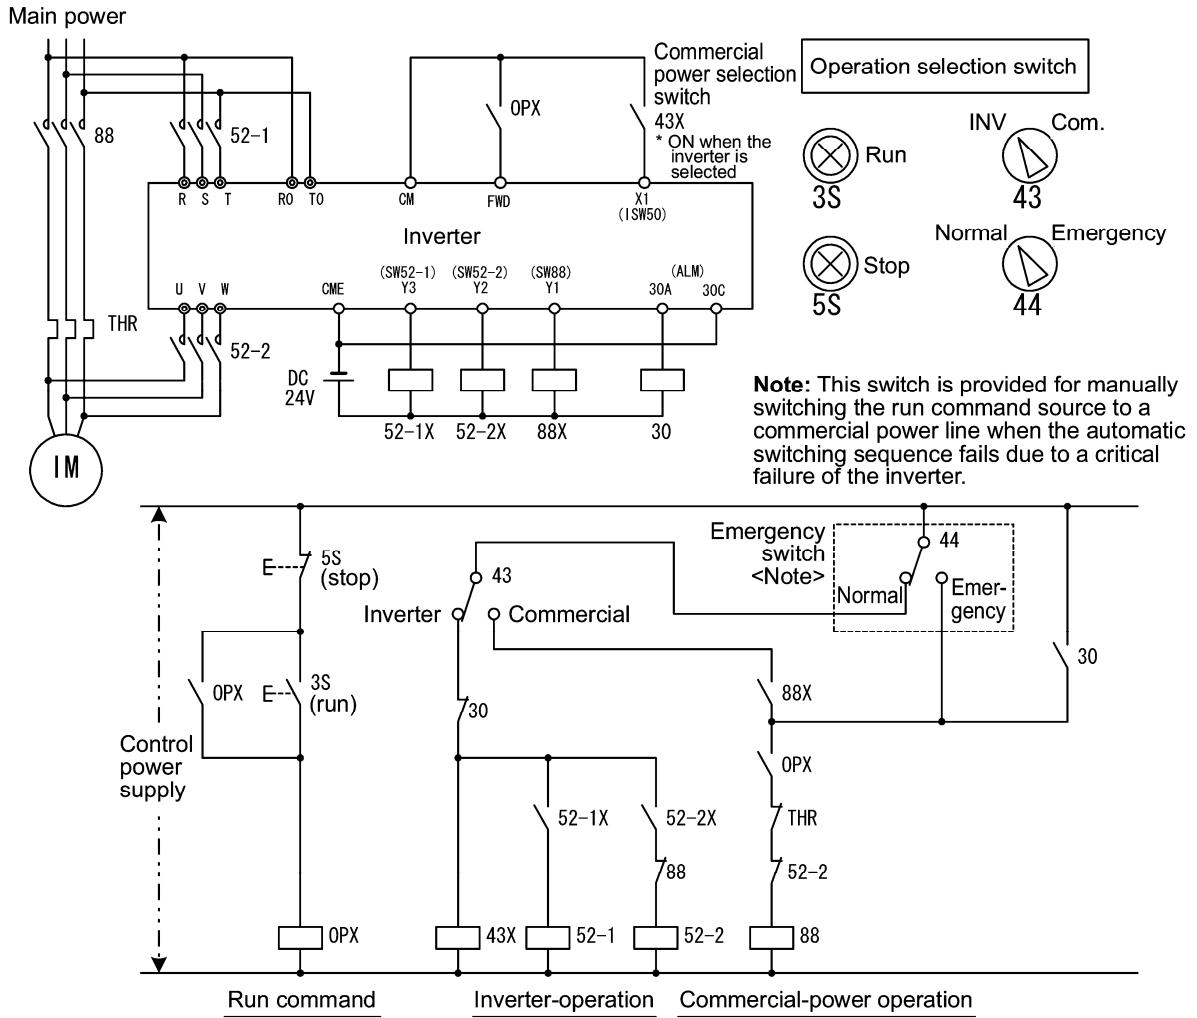 Main power
88
52-1
OPX
Commercial
power selection
switch
43X
* ON when the
inverter is
selected
Operation selection switch
Run
3S
INV
Com.
43
Stop
5S
Normal
Emergency
44
R S T
R0 T0
CM
FWD
X1
(ISW50)
Inverter
U V W
CME
(SW52-1)
Y3
(SW52-2)
Y2
(SW88)
Y1
(ALM)
30A
30C
THR
52-2
DC
24V
52-1X
52-2X
88X
30
IM
Note: This switch is provided for manually
switching the run command source to a
commercial power line when the automatic
switching sequence fails due to a critical
failure of the inverter.
5S
(stop)
OPX
3S
(run)
Control
power
supply
OPX
43
Inverter
Commercial
30
52-1X
52-2X
88
43X
52-1
52-2
Emergency
switch
<Note>
44
Normal
Emer-
gency
30
88X
OPX
THR
52-2
88
Run command
Inverter-operation
Commercial-power operation